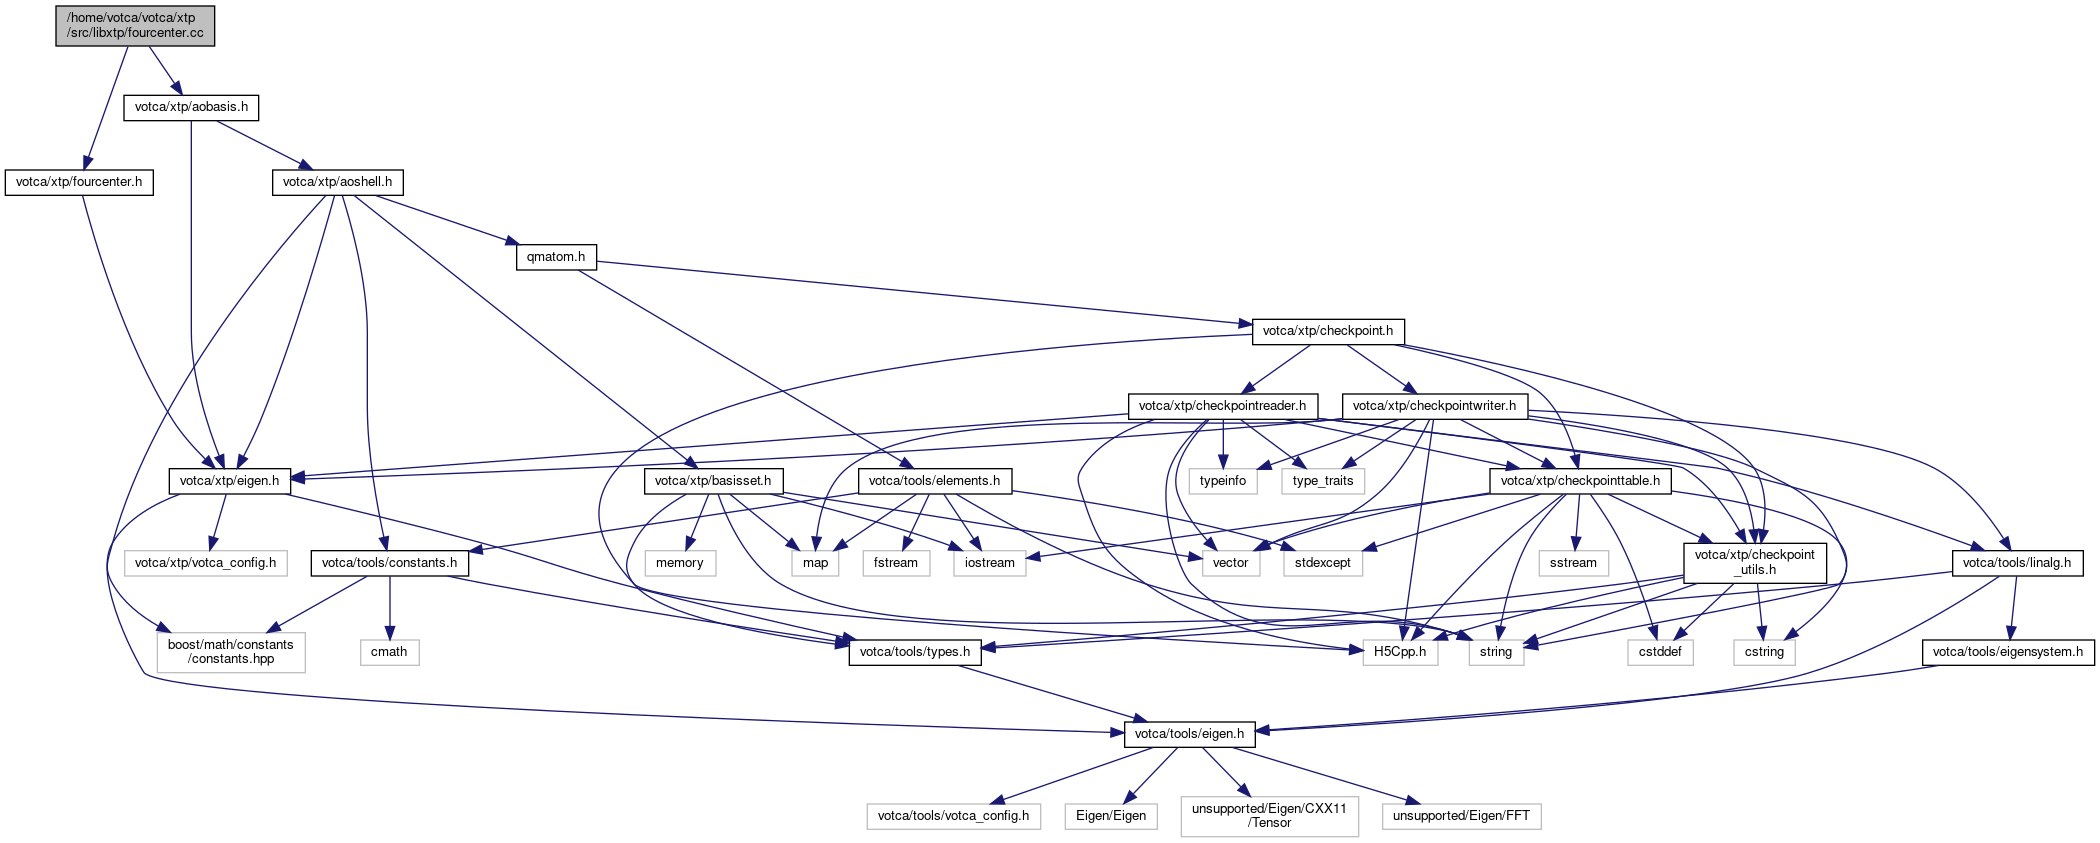 /home/votca/votca/xtp
/src/libxtp/fourcenter.cc
votca/xtp/aobasis.h
votca/xtp/fourcenter.h
votca/xtp/aoshell.h
qmatom.h
votca/xtp/checkpoint.h
votca/xtp/checkpointreader.h
votca/xtp/checkpointwriter.h
votca/xtp/eigen.h
votca/xtp/basisset.h
votca/tools/elements.h
typeinfo
type_traits
votca/xtp/checkpointtable.h
votca/xtp/votca_config.h
votca/tools/constants.h
memory
map
fstream
iostream
vector
stdexcept
sstream
votca/xtp/checkpoint
_utils.h
votca/tools/linalg.h
boost/math/constants
/constants.hpp
cmath
votca/tools/types.h
H5Cpp.h
string
cstddef
cstring
votca/tools/eigensystem.h
votca/tools/eigen.h
votca/tools/votca_config.h
Eigen/Eigen
unsupported/Eigen/CXX11
/Tensor
unsupported/Eigen/FFT